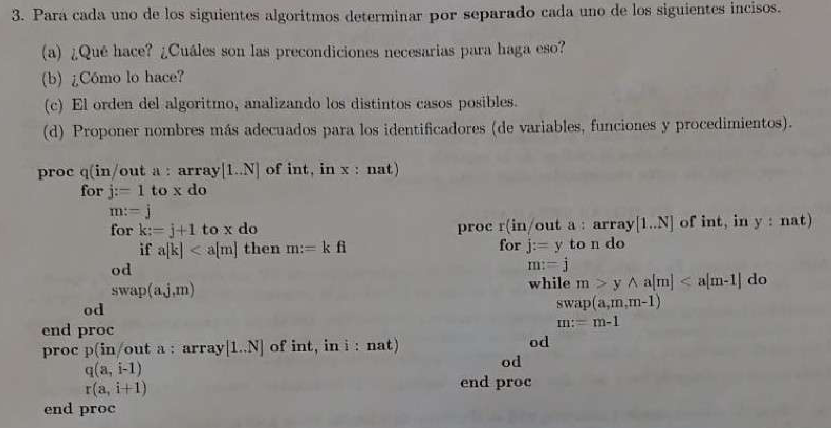 3. Para cada uno de los siguientes algoritmos determinar por separado cada uno de los siguientes incisos.
(a) ¿Qué hace? ¿Cuáles son las precondiciones necesarias para haga eso?
(b) ¿Cómo lo hace?
(c) El orden del algoritmo, analizando los distintos casos posibles.
(d) Proponer nombres más adecuados para los identificadores (de variables, funciones y procedimientos).
proc q(in/out a : array[1..N] of int, in x : nat)
for j:= 1 to x do
m:= j
for k:= j+1 to x do
if a[k] < a[m] then m:= k fi
od
swap(a,j,m)
od
end proc
proc p(in/out a : array[1..N] of int, in i : nat)
q(a, i-1)
r(a, i+1)
end proc
proc r(in/out a : array[1..N] of int, in y : nat)
for j:= y to n do
m:= j
while m > y ∧ a[m] < a[m-1] do
swap(a,m,m-1)
m:= m-1
od
od
end proc